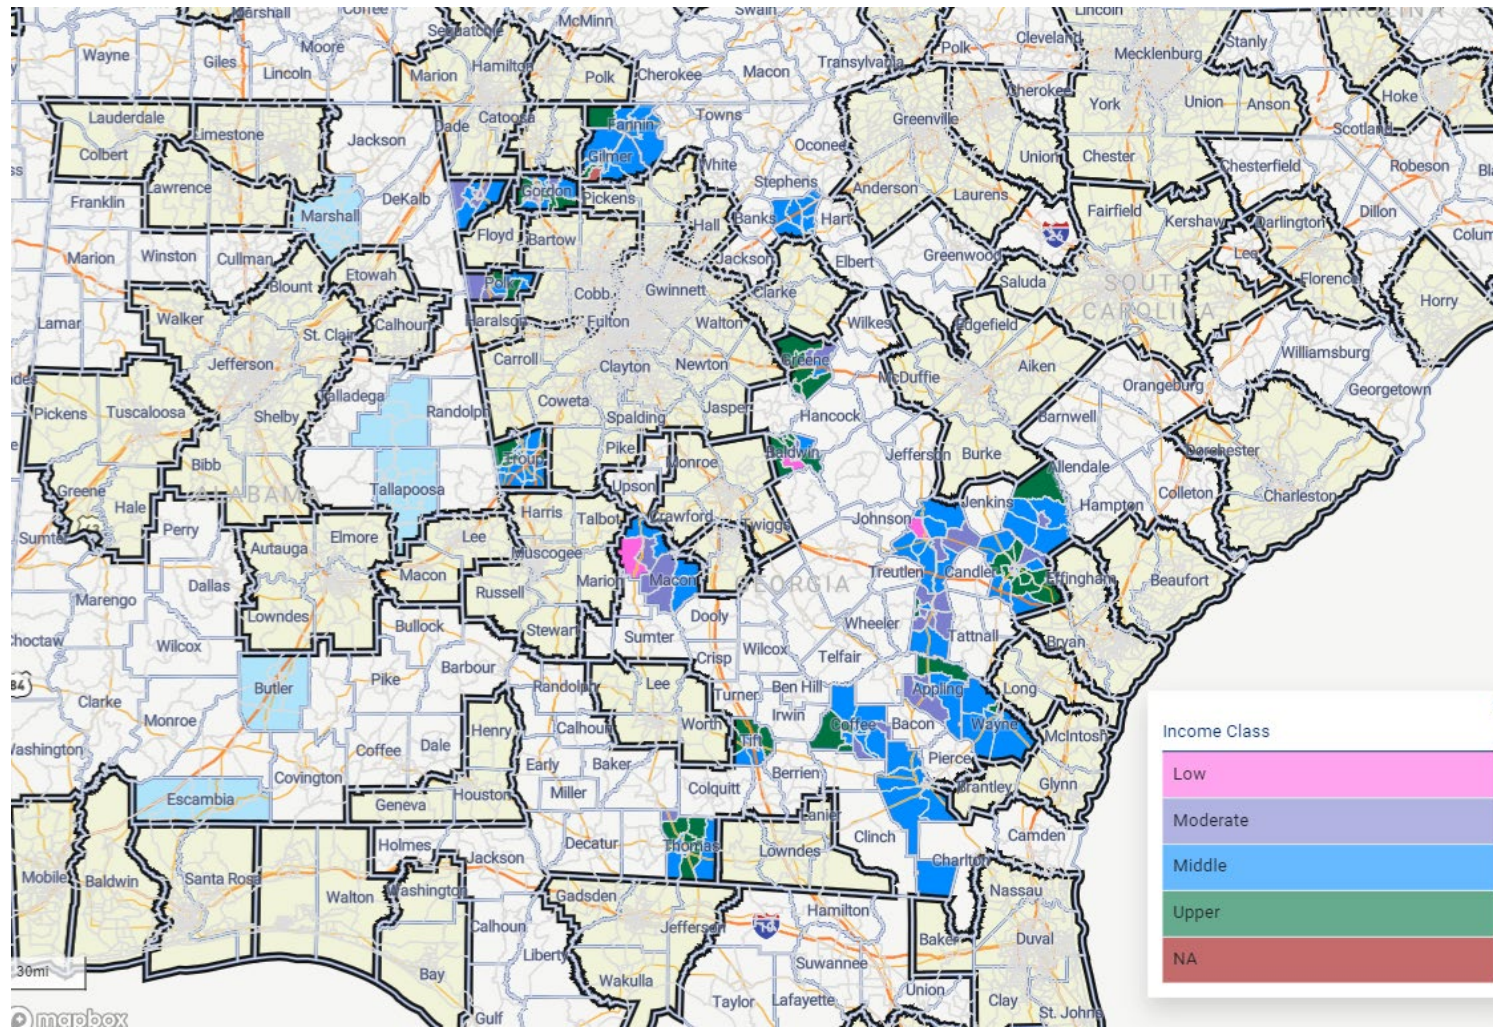 Marshall
Coffee
McMinn
Swain
Lincoln
Wayne
Giles
Moore
Lincoln
Sequatchie
Marion
Hamilton
Polk
Cherokee
Macon
Transylvania
Polk
Cleveland
Mecklenburg
Stanly
Lauderdale
Limestone
Jackson
Dade
Catoosa
Fannin
Towns
Greenville
Cherokee
York
Union
Anson
Hoke
Scotland
Colbert
Lawrence
Franklin
DeKalb
Gilmer
White
Oconee
Union
Chester
Chesterfield
Robeson
Marshall
Gordon
Pickens
Stephens
Anderson
Laurens
Fairfield
Kershaw
Darlington
Dillon
Marion
Winston
Cullman
Floyd
Bartow
Hall
Banks
Hart
Etowah
Jackson
Elbert
Greenwood
26
Lee
Florence
Blount
Polk
Cobb
Gwinnett
Clarke
Saluda
SOUTH
CAROLINA
Horry
Lamar
Walker
St. Clair
Calhoun
Haralson
Fulton
Walton
Wilkes
Edgefield
Jefferson
Carroll
Clayton
Newton
Greene
McDuffie
Aiken
Williamsburg
Georgetown
Pickens
Tuscaloosa
Shelby
Talladega
Randolph
Coweta
Spalding
Jasper
Hancock
Barnwell
Orangeburg
Bibb
Troup
Pike
Monroe
Baldwin
Jefferson
Burke
Allendale
Dorchester
Greene
Hale
ALABAMA
Tallapoosa
Upson
Hampton
Colleton
Charleston
Sumter
Perry
Autauga
Elmore
Lee
Harris
Talbot
Crawford
Twiggs
Johnson
Jenkins
Dallas
Macon
Muscogee
Marion
Macon
GEORGIA
Treutlen
Candler
Effingham
Beaufort
Marengo
Lowndes
Russell
Stewart
Dooly
Wheeler
Tattnall
Bryan
Choctaw
Wilcox
Bullock
Sumter
Crisp
Wilcox
Telfair
84
Butler
Pike
Barbour
Randolph
Lee
Turner
Ben Hill
Appling
Long
Clarke
Monroe
Henry
Calhoun
Worth
Irwin
Coffee
Bacon
Wayne
McIntosh
Washington
Coffee
Dale
Early
Baker
Tift
Pierce
Covington
Berrien
Escambia
Geneva
Houston
Miller
Colquitt
Brantley
Glynn
Lanier
Holmes
Jackson
Decatur
Thomas
Lowndes
Clinch
Camden
Charlton
Mobile
Baldwin
Santa Rosa
Walton
Washington
Gadsden
Nassau
Calhoun
Jefferson
10
Hamilton
Baker
Duval
Bay
Liberty
Wakulla
Suwannee
Union
Clay
Taylor
Lafayette
St. Johns
Gulf
30mi
mapbox
Income Class
Low
Moderate
Middle
Upper
NA